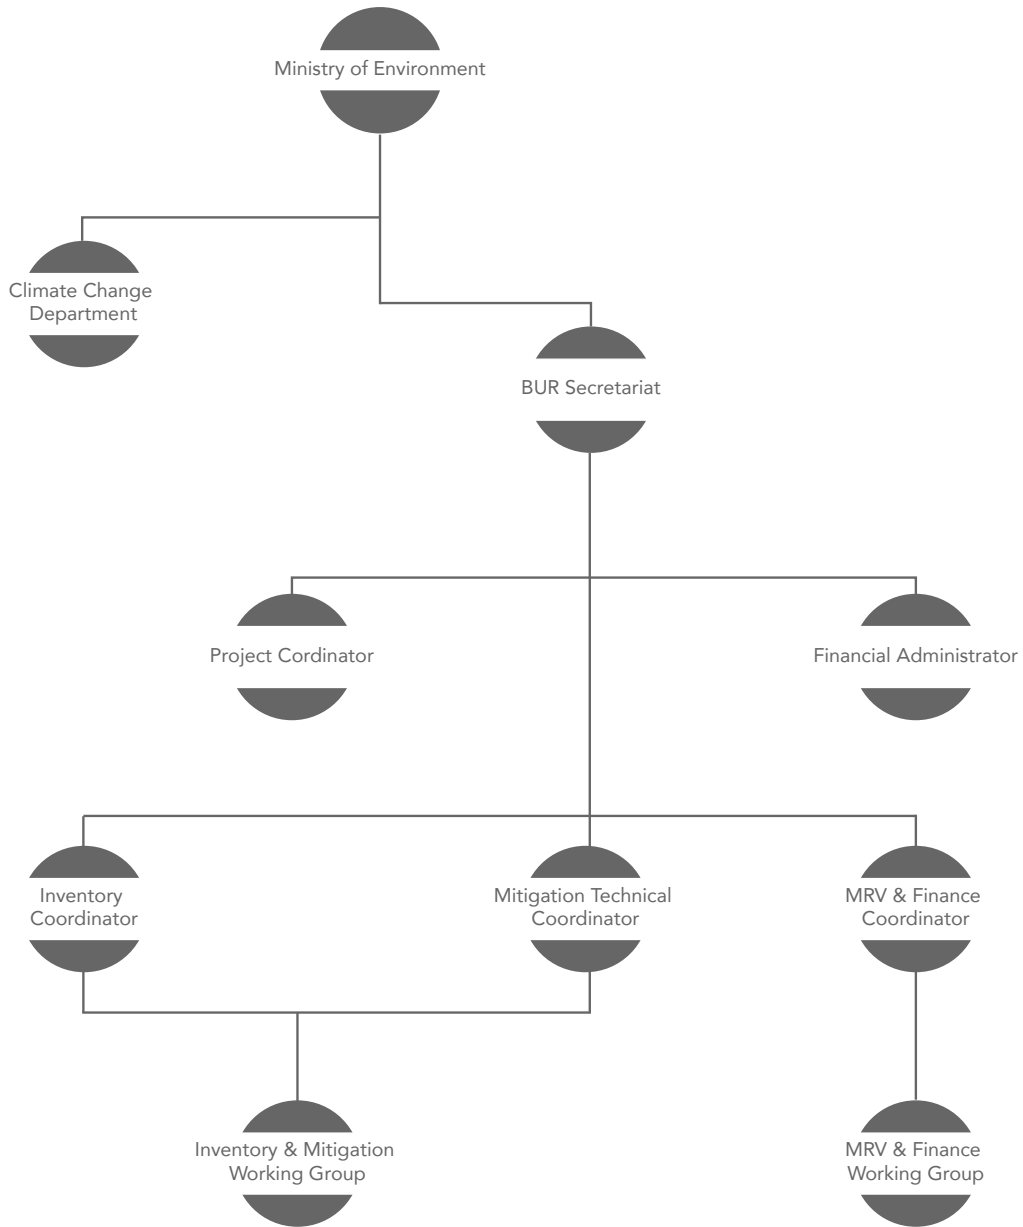 Ministry of Environment
Climate Change
Department
BUR Secretariat
Project Cordinator
Financial Administrator
Inventory
Coordinator
Mitigation Technical
Coordinator
MRV & Finance
Coordinator
Inventory & Mitigation
Working Group
MRV & Finance
Working Group